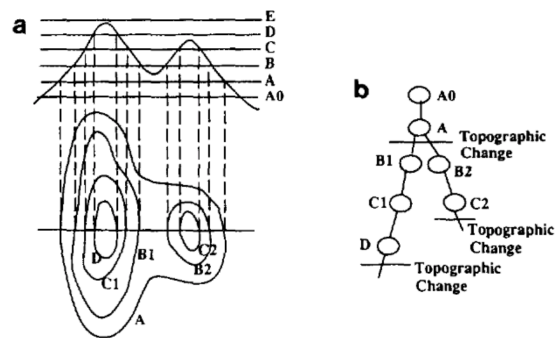 a
E
D
C
B
A
A0
D
C1
B1
C2
B2
A
b
A0
A
Topographic
Change
B1
B2
C1
C2
Topographic
Change
D
Topographic
Change